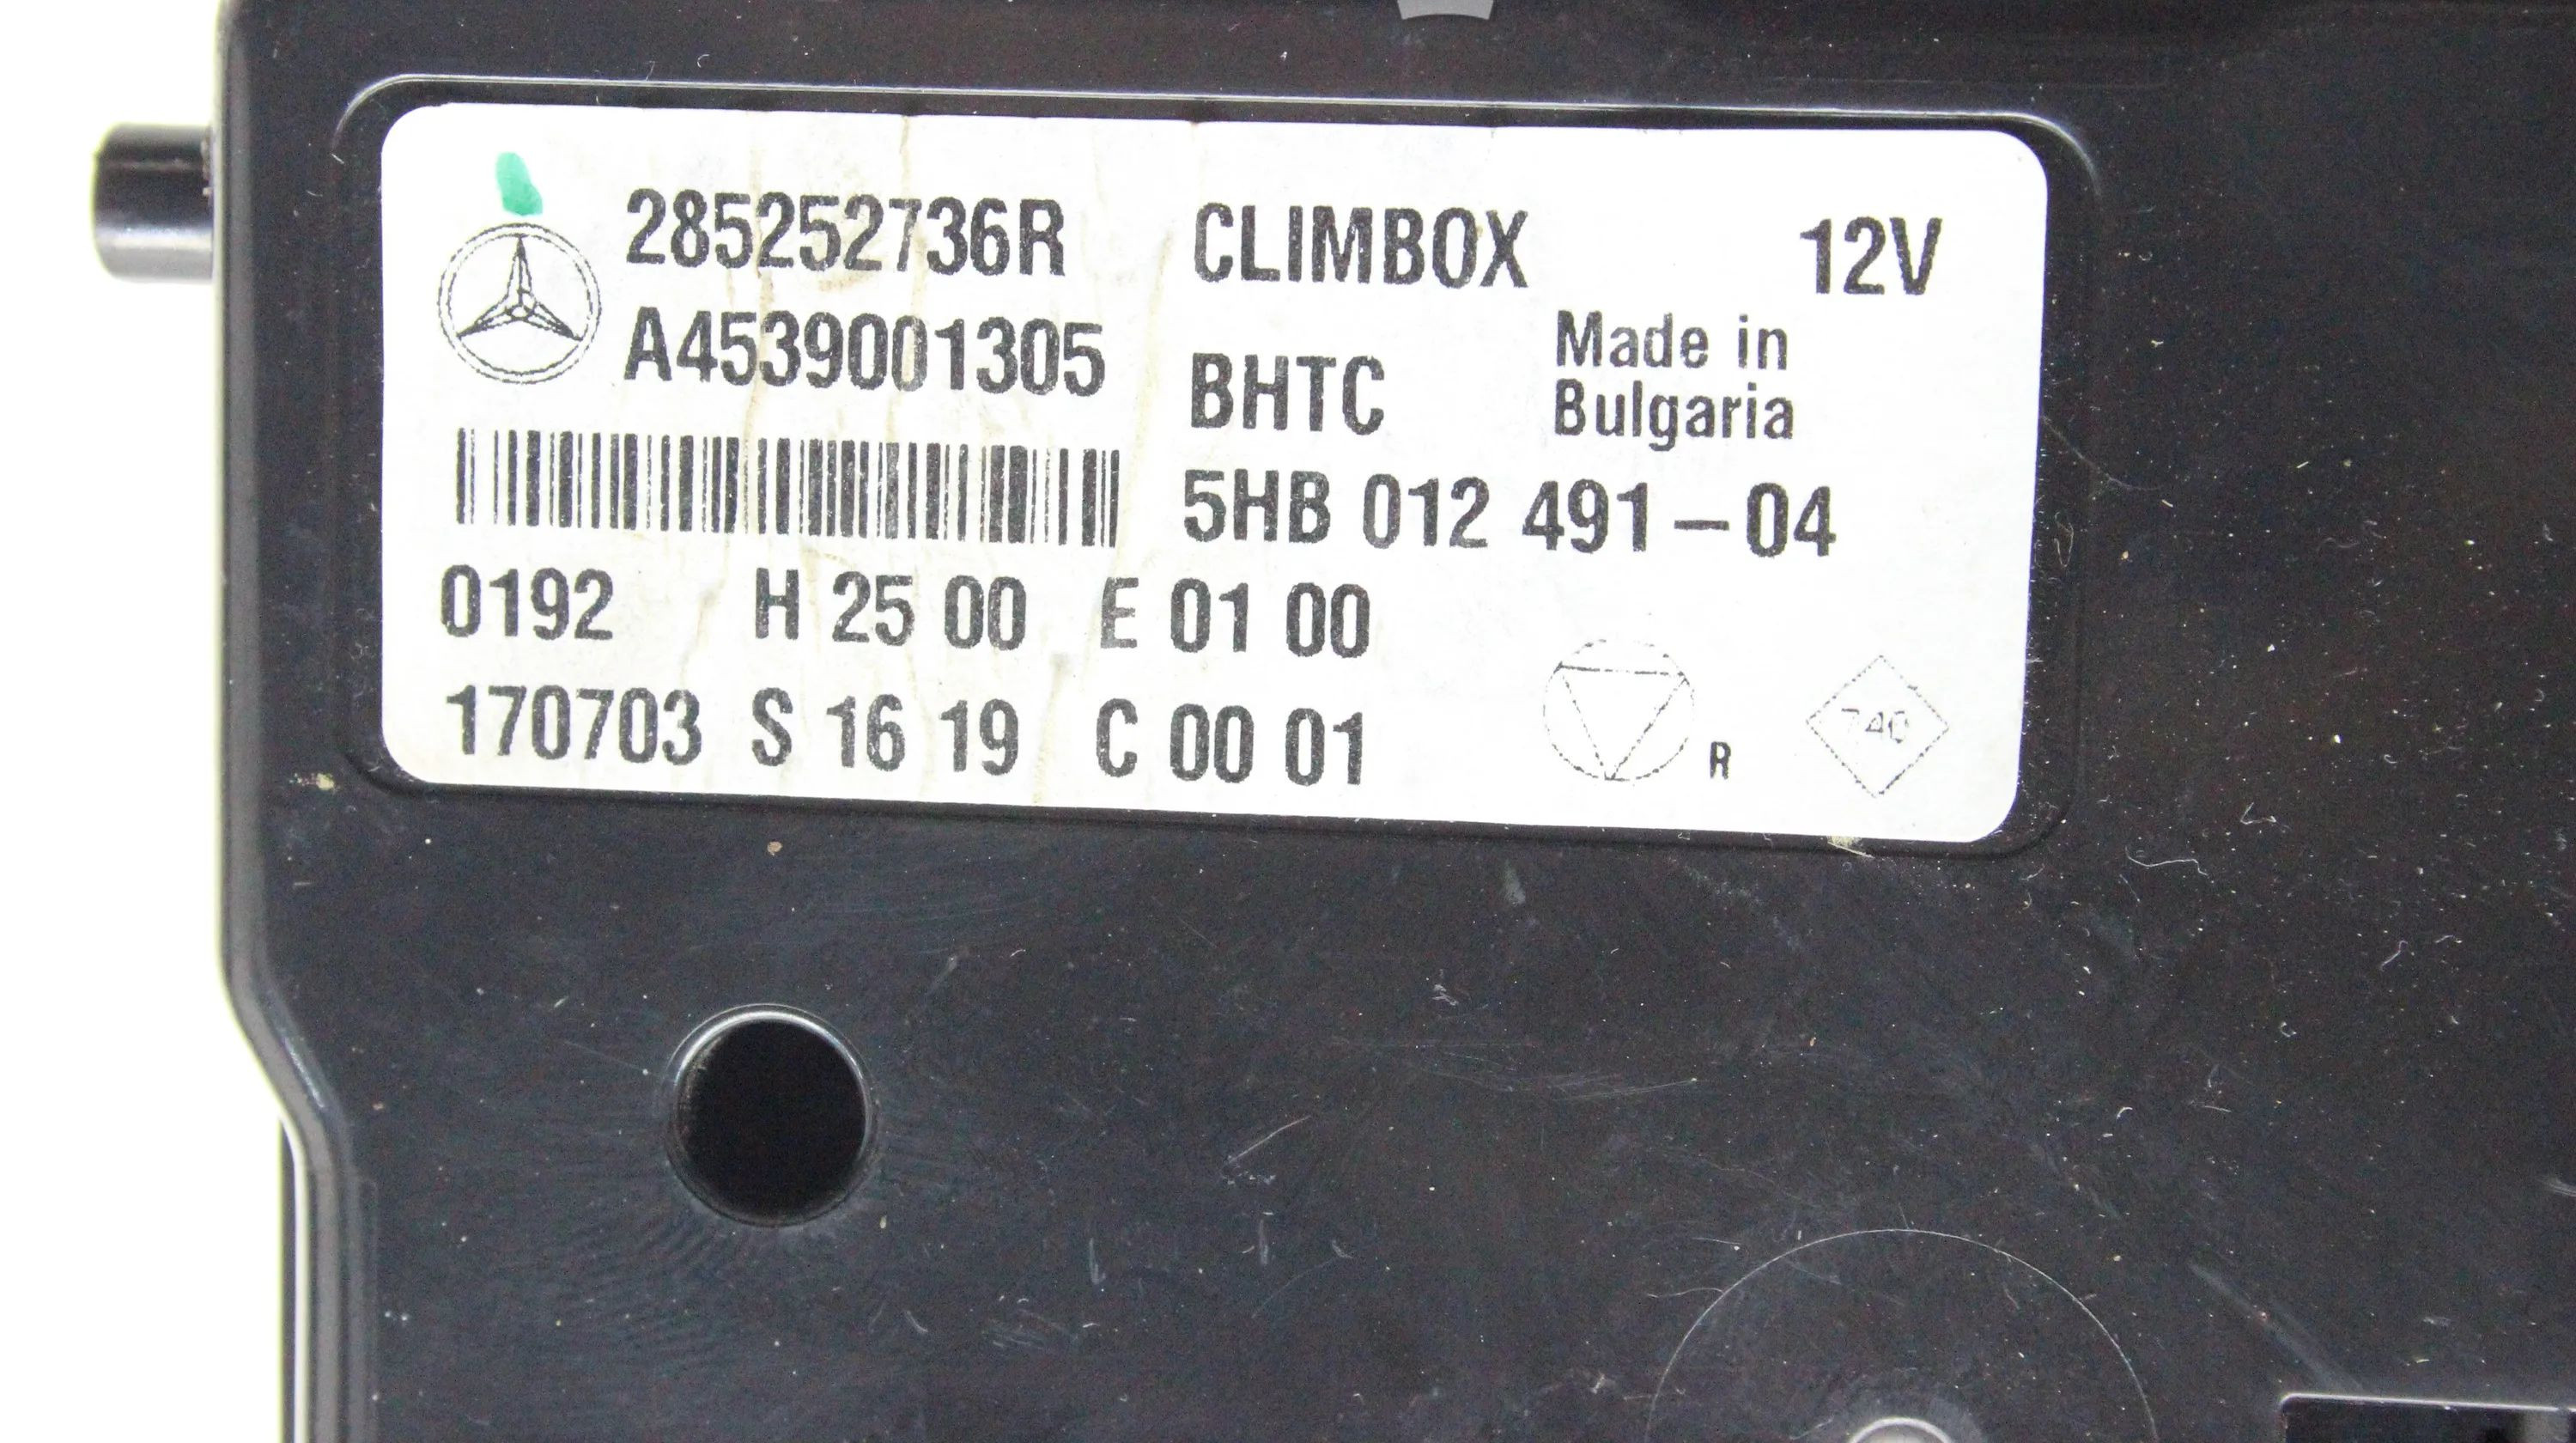 285252736R CLIMBOX 12V
A4539001305 BHTC Made in
Bulgaria
5HB 012 491-04
0192 H 25 00 E 01 00
170703 S 16 19 C 00 01
R 740